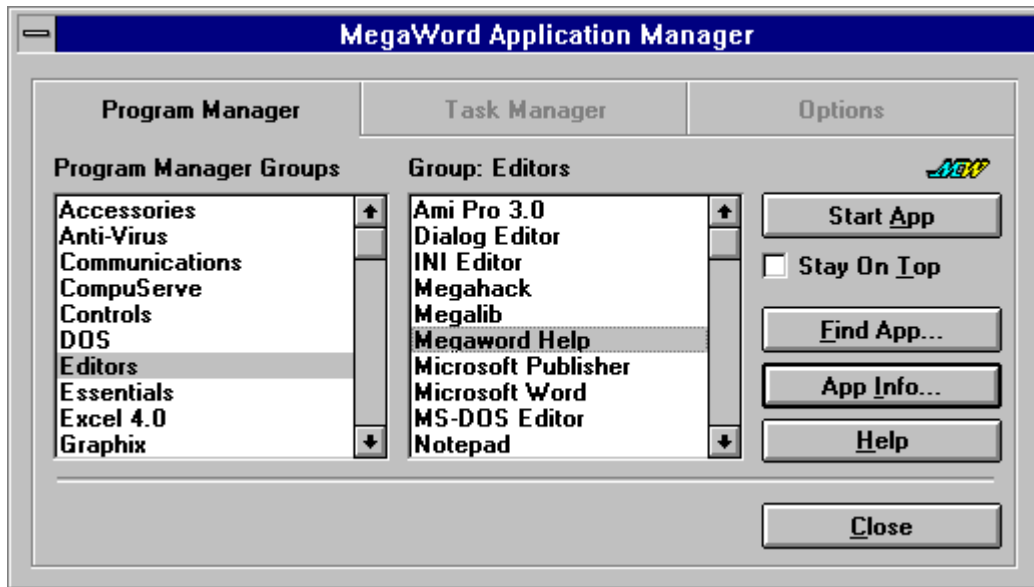 MegaWord Application Manager
Program Manager
Task Manager
Options
Program Manager Groups
Accessories
Anti-Virus
Communications
CompuServe
Controls
DOS
Editors
Essentials
Excel 4.0
Graphix
Group: Editors
Ami Pro 3.0
Dialog Editor
INI Editor
Megahack
Megalib
Megaword Help
Microsoft Publisher
Microsoft Word
MS-DOS Editor
Notepad
MEW
Start App
Stay On Top
Find App...
App Info...
Help
Close